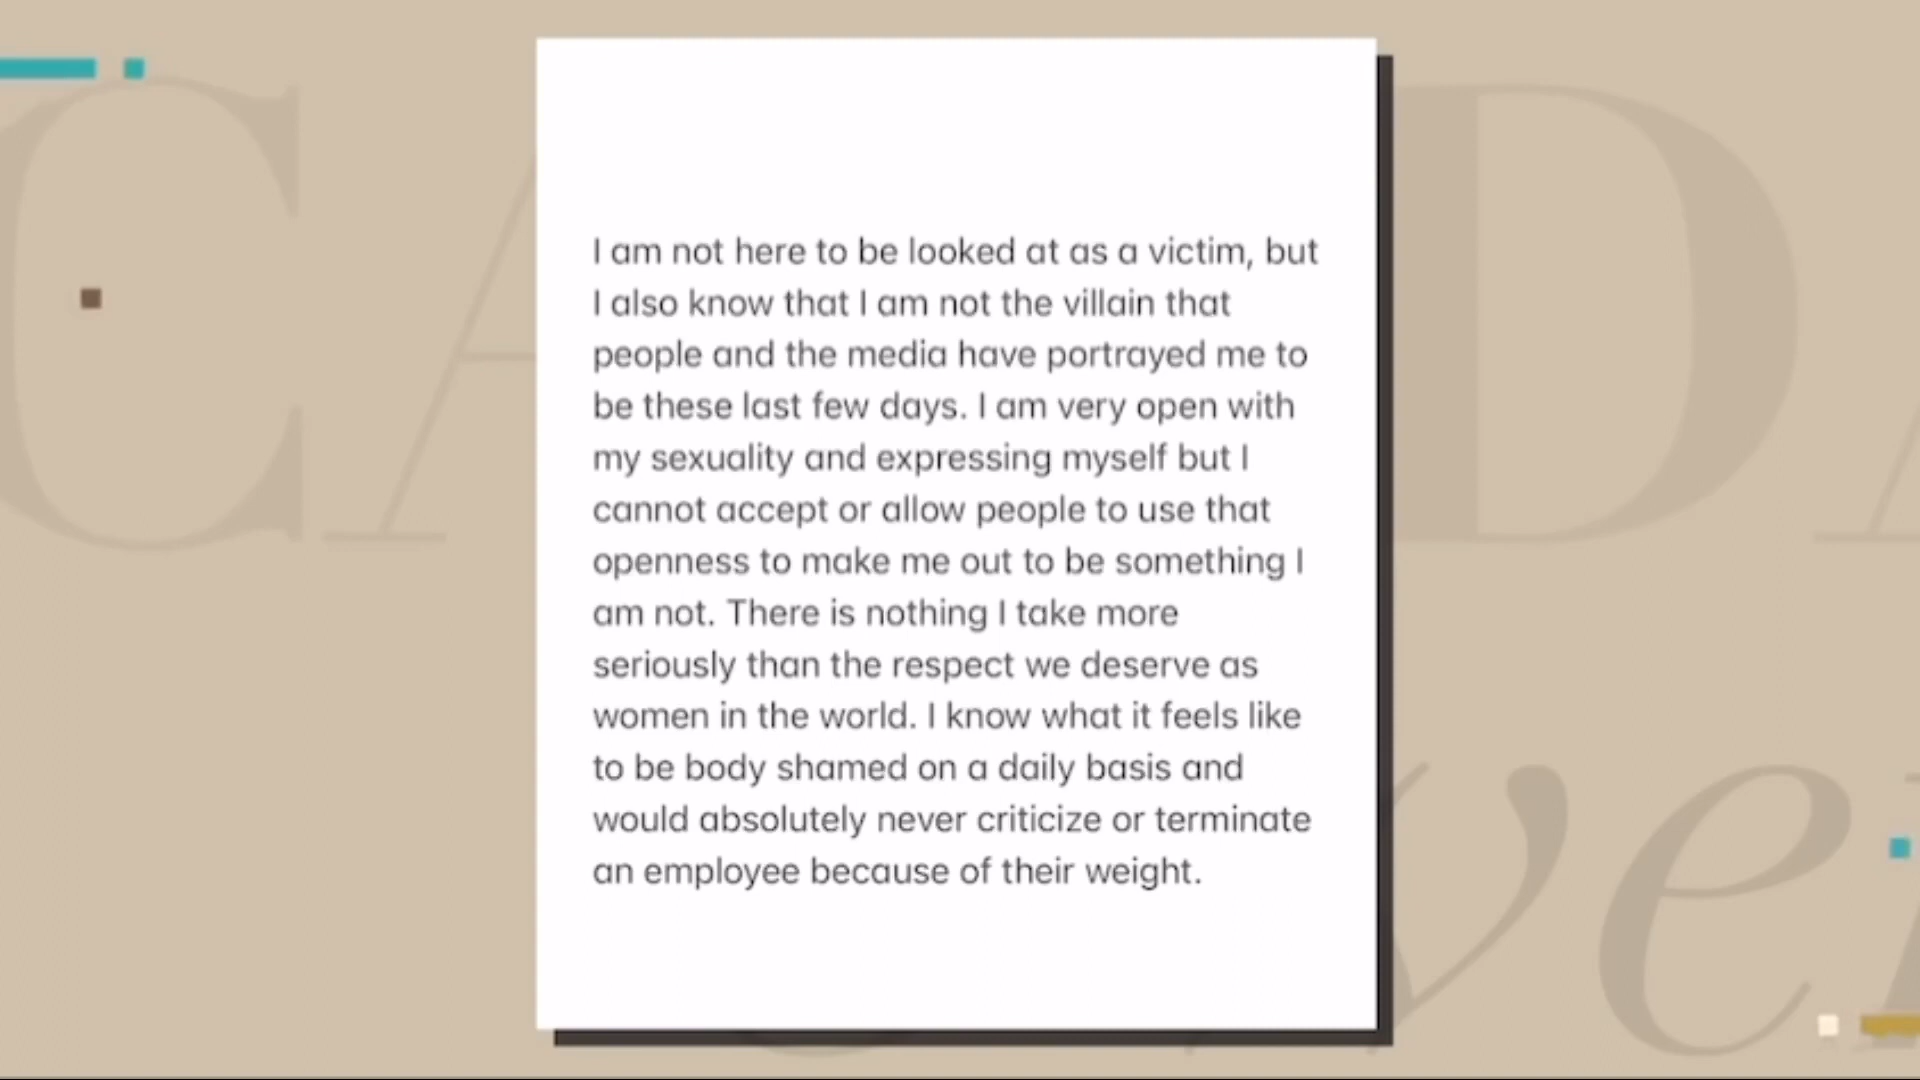 CA
DA
I am not here to be looked at as a victim, but
I also know that I am not the villain that
people and the media have portrayed me to
be these last few days. I am very open with
my sexuality and expressing myself but I
cannot accept or allow people to use that
openness to make me out to be something I
am not. There is nothing I take more
seriously than the respect we deserve as
women in the world. I know what it feels like
to be body shamed on a daily basis and
would absolutely never criticize or terminate
an employee because of their weight.